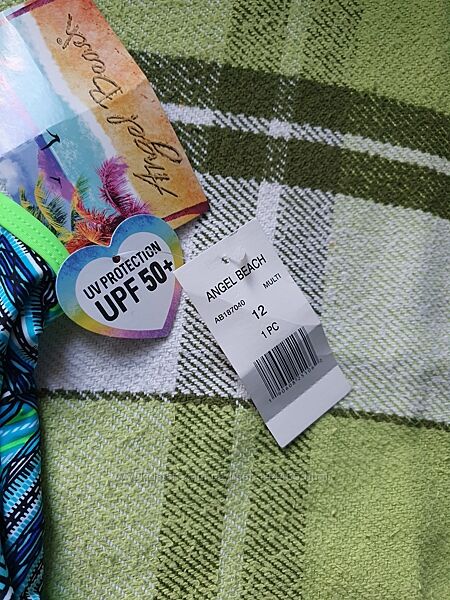 Angel Beach
UV PROTECTION
UPF 50+
ANGEL BEACH
AB187040
MULTI
12
1 PC